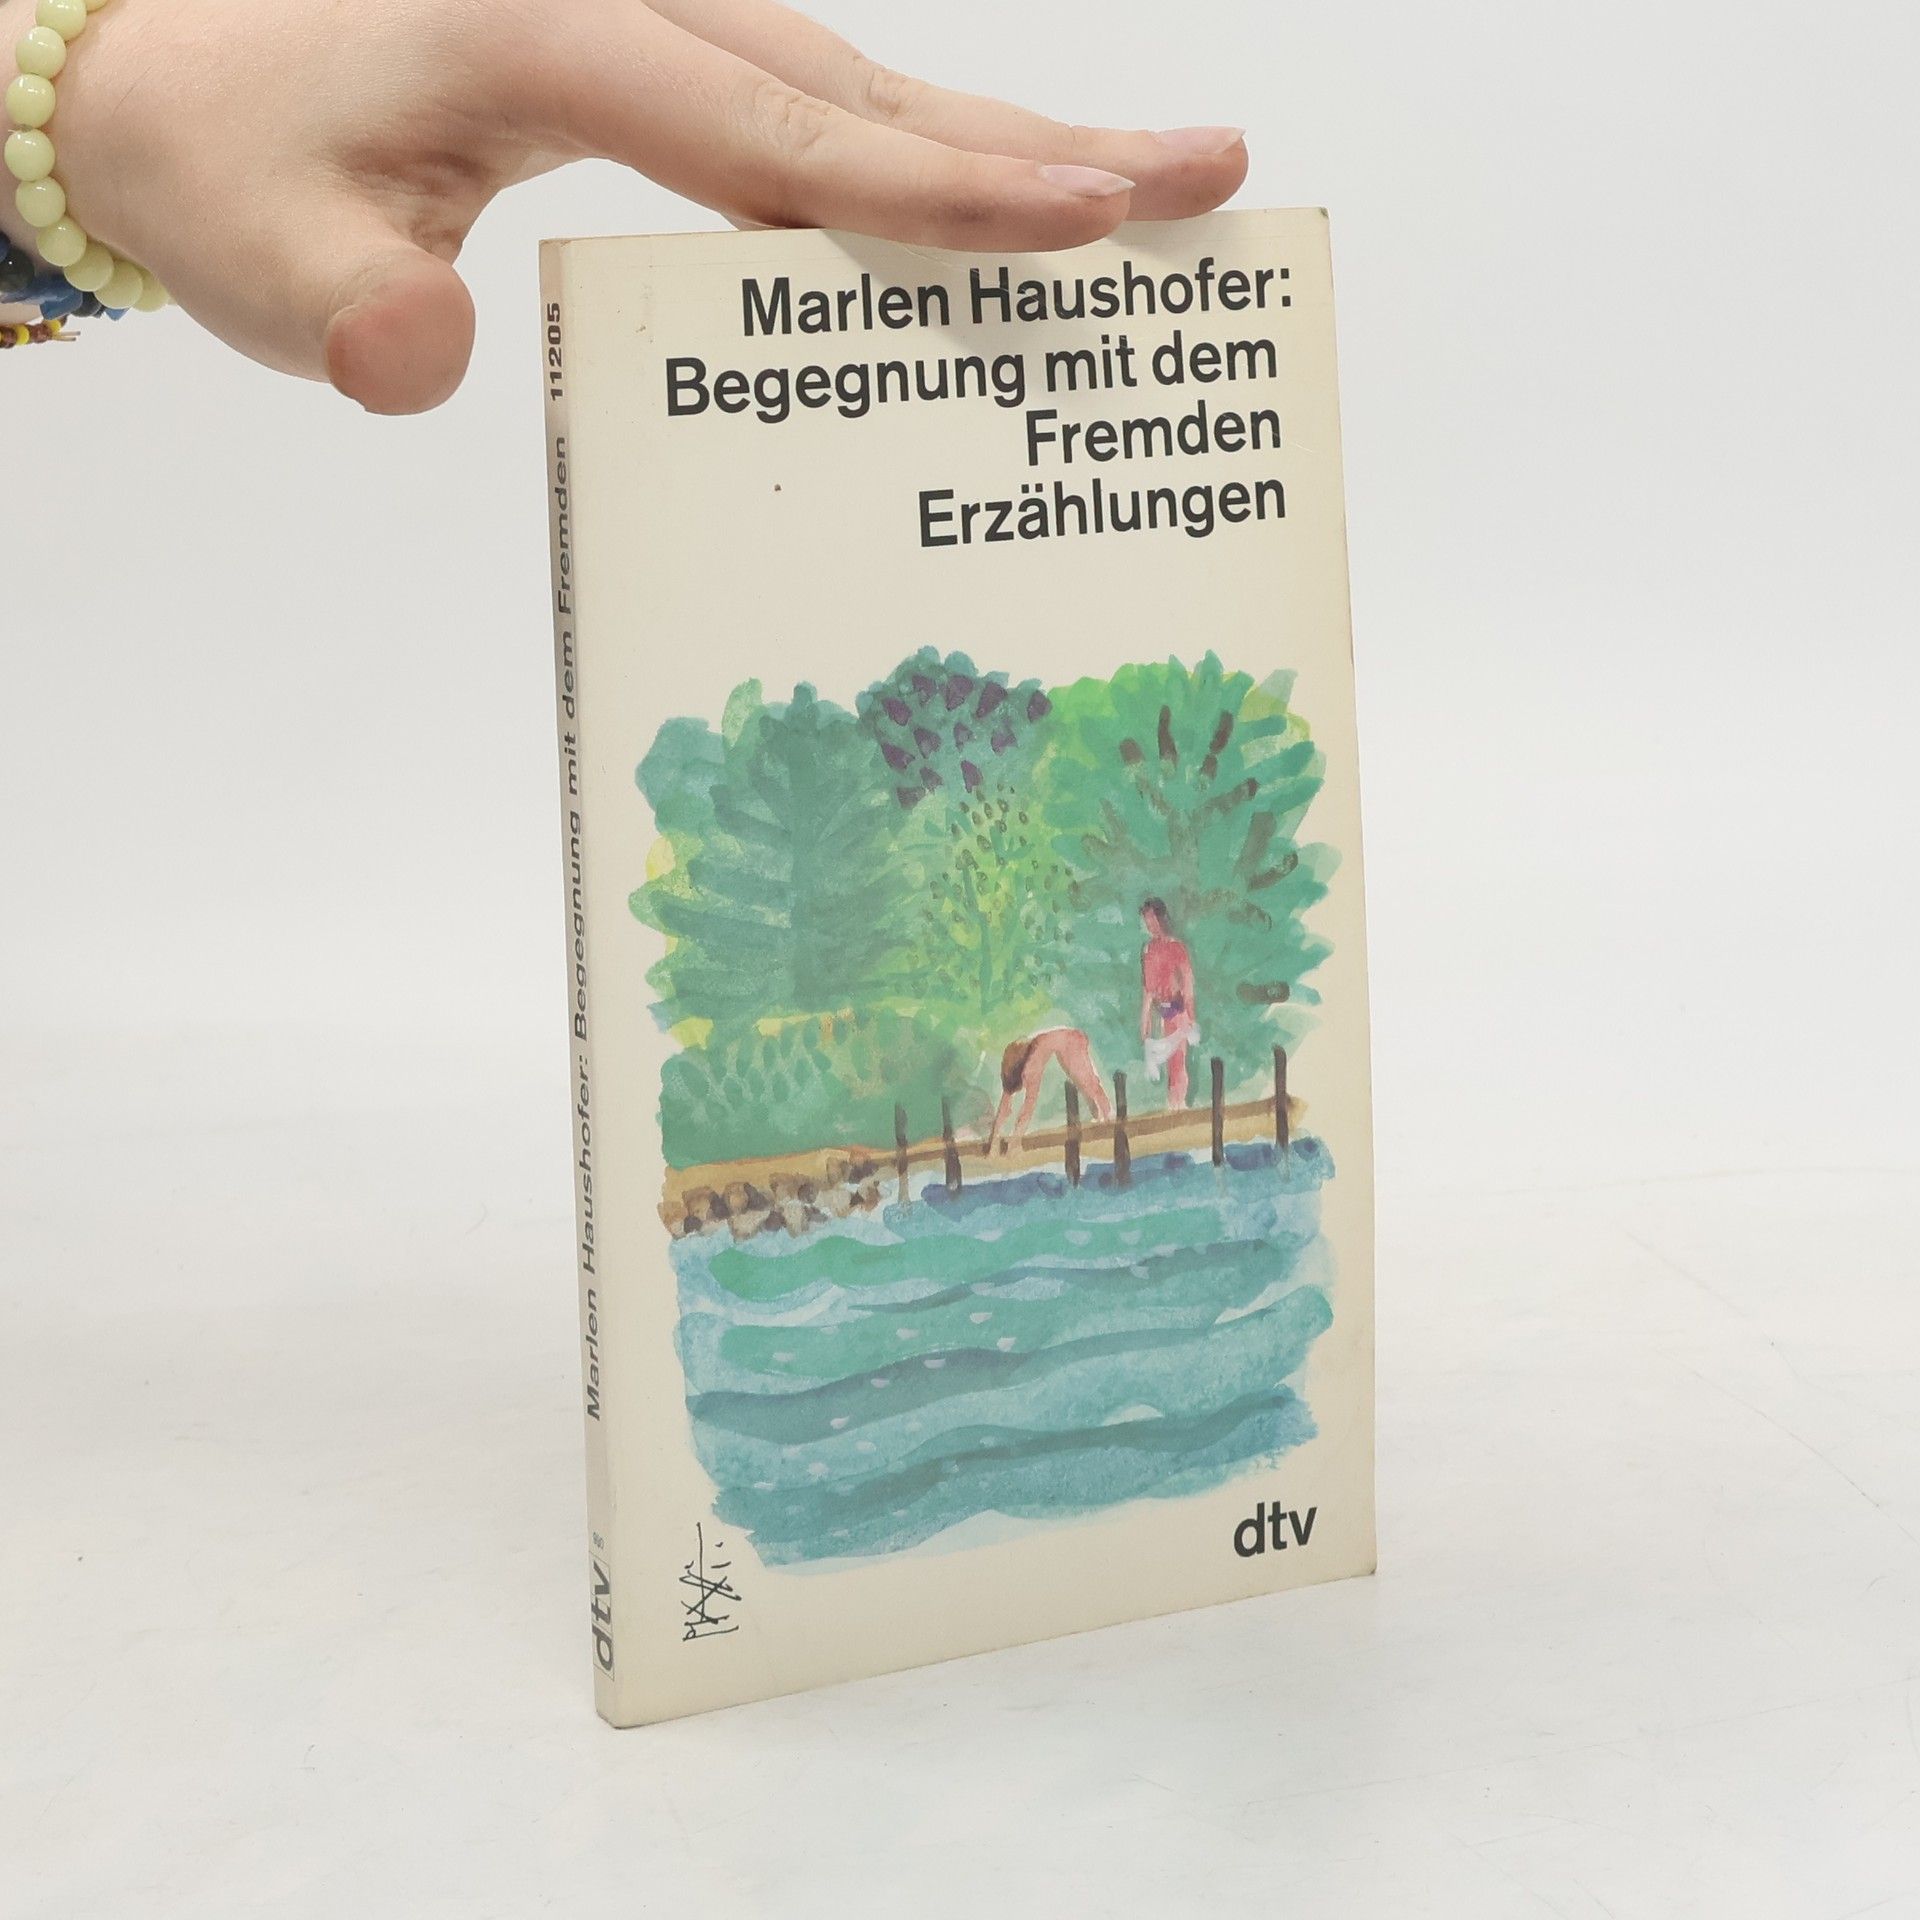 Marlen Haushofer:
Begegnung mit dem
Fremden
Erzählungen
dtv
Marlen Haushofer: Begegnung mit dem Fremden 11205
dtv